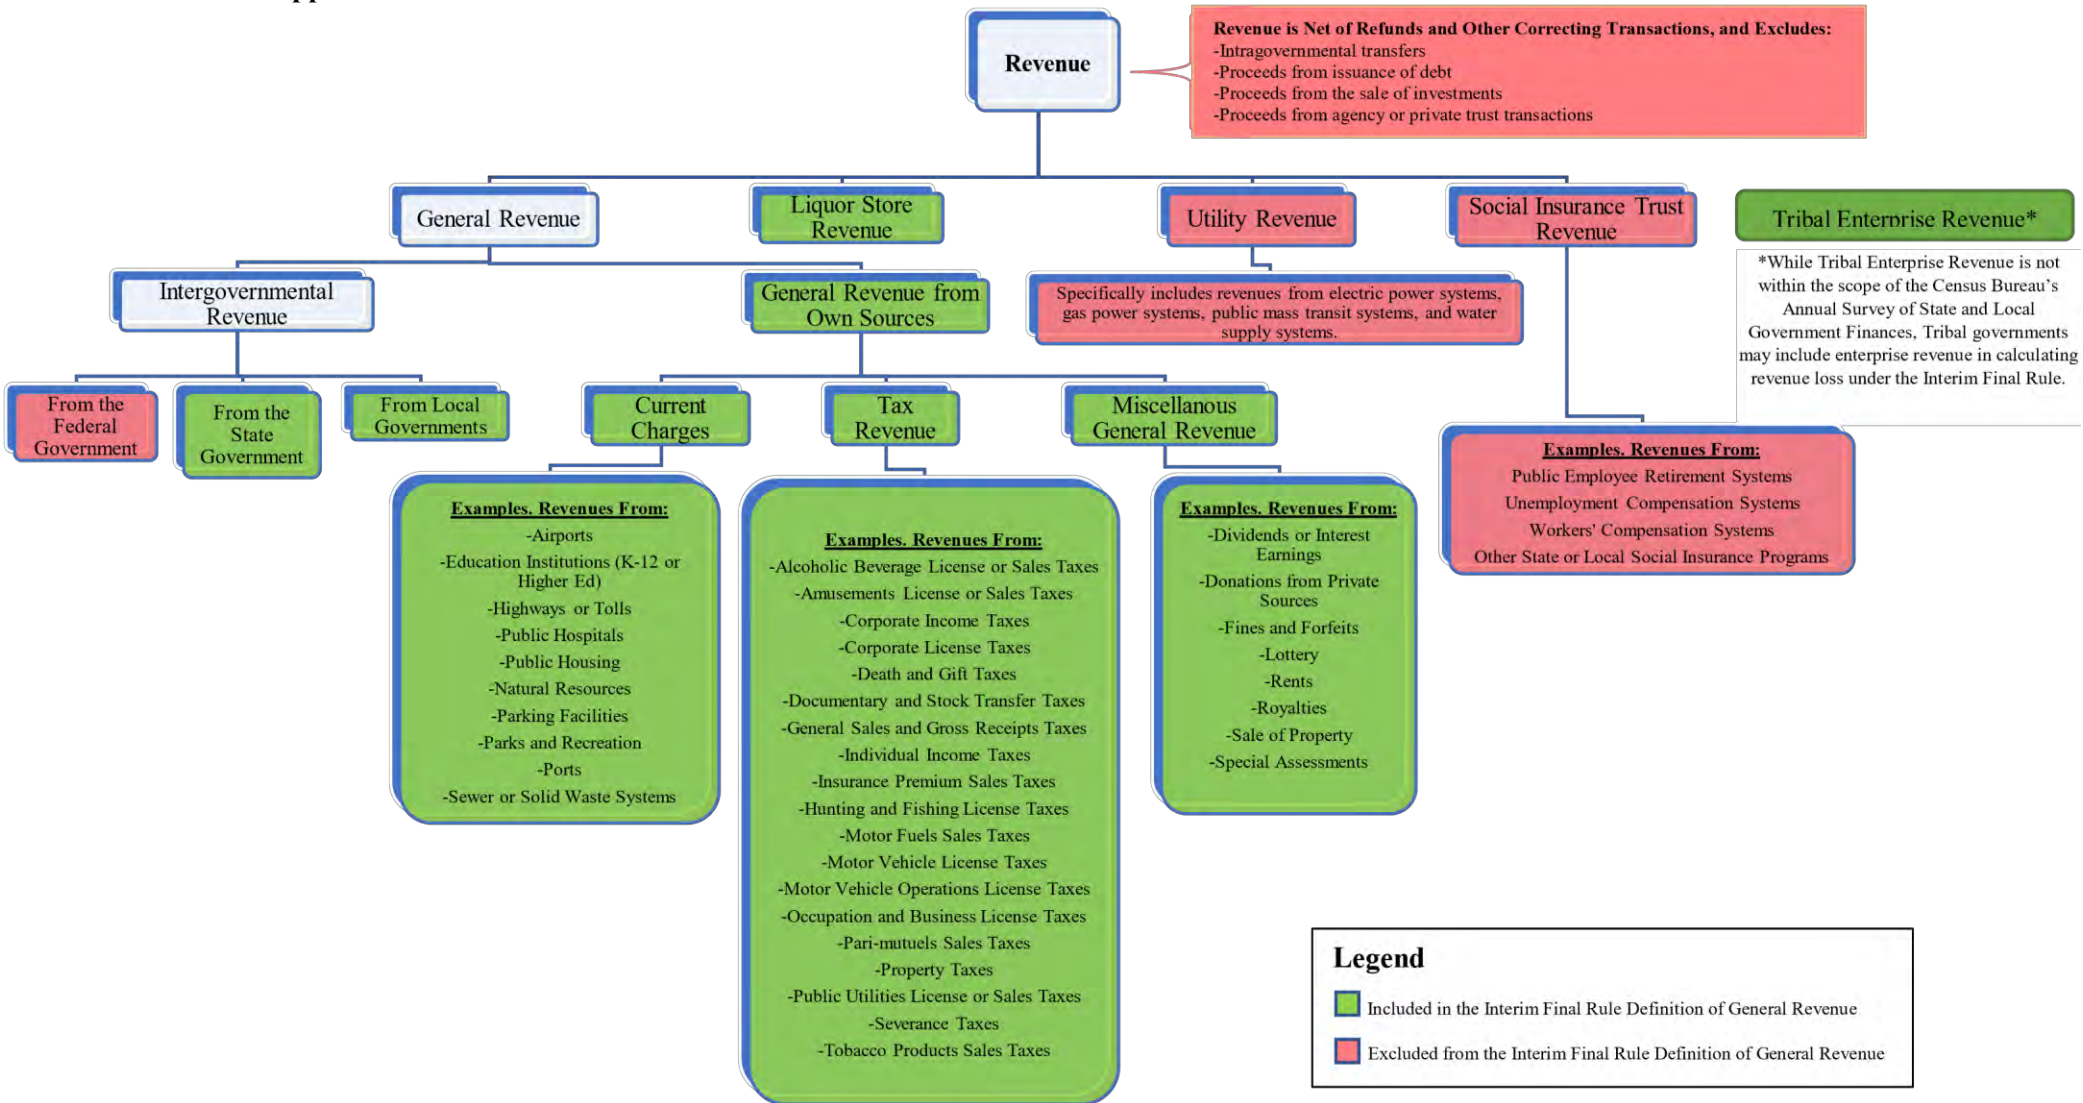 Revenue
Revenue is Net of Refunds and Other Correcting Transactions, and Excludes:
-Intragovernmental transfers
-Proceeds from issuance of debt
-Proceeds from the sale of investments
-Proceeds from agency or private trust transactions
General Revenue
Liquor Store
Revenue
Utility Revenue
Social Insurance Trust
Revenue
Tribal Enterprise Revenue*
*While Tribal Enterprise Revenue is not
within the scope of the Census Bureau’s
Annual Survey of State and Local
Government Finances, Tribal governments
may include enterprise revenue in calculating
revenue loss under the Interim Final Rule.
Intergovernmental
Revenue
General Revenue from
Own Sources
Specifically includes revenues from electric power systems,
gas power systems, public mass transit systems, and water
supply systems.
From the
Federal
Government
From the
State
Government
From Local
Governments
Current
Charges
Tax
Revenue
Miscellanous
General Revenue
Examples. Revenues From:
-Airports
-Education Institutions (K-12 or
Higher Ed)
-Highways or Tolls
-Public Hospitals
-Public Housing
-Natural Resources
-Parking Facilities
-Parks and Recreation
-Ports
-Sewer or Solid Waste Systems
Examples. Revenues From:
-Alcoholic Beverage License or Sales Taxes
-Amusements License or Sales Taxes
-Corporate Income Taxes
-Corporate License Taxes
-Death and Gift Taxes
-Documentary and Stock Transfer Taxes
-General Sales and Gross Receipts Taxes
-Individual Income Taxes
-Insurance Premium Sales Taxes
-Hunting and Fishing License Taxes
-Motor Fuels Sales Taxes
-Motor Vehicle License Taxes
-Motor Vehicle Operations License Taxes
-Occupation and Business License Taxes
-Pari-mutuels Sales Taxes
-Property Taxes
-Public Utilities License or Sales Taxes
-Severance Taxes
-Tobacco Products Sales Taxes
Examples. Revenues From:
-Dividends or Interest
Earnings
-Donations from Private
Sources
-Fines and Forfeits
-Lottery
-Rents
-Royalties
-Sale of Property
-Special Assessments
Examples. Revenues From:
Public Employee Retirement Systems
Unemployment Compensation Systems
Workers' Compensation Systems
Other State or Local Social Insurance Programs
Legend
Included in the Interim Final Rule Definition of General Revenue
Excluded from the Interim Final Rule Definition of General Revenue